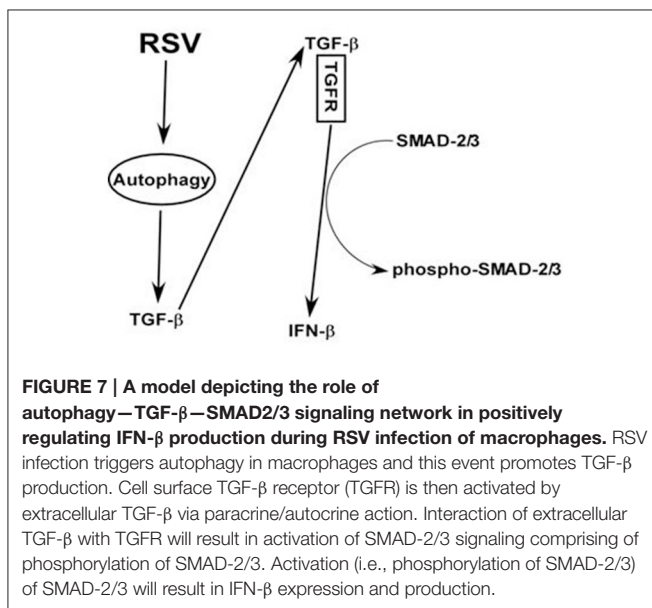 RSV
TGF-β
TGFR
SMAD-2/3
Autophagy
phospho-SMAD-2/3
TGF-β
IFN-β
FIGURE 7 | A model depicting the role of
autophagy—TGF-β—SMAD2/3 signaling network in positively
regulating IFN-β production during RSV infection of macrophages. RSV
infection triggers autophagy in macrophages and this event promotes TGF-β
production. Cell surface TGF-β receptor (TGFR) is then activated by
extracellular TGF-β via paracrine/autocrine action. Interaction of extracellular
TGF-β with TGFR will result in activation of SMAD-2/3 signaling comprising of
phosphorylation of SMAD-2/3. Activation (i.e., phosphorylation of SMAD-2/3)
of SMAD-2/3 will result in IFN-β expression and production.